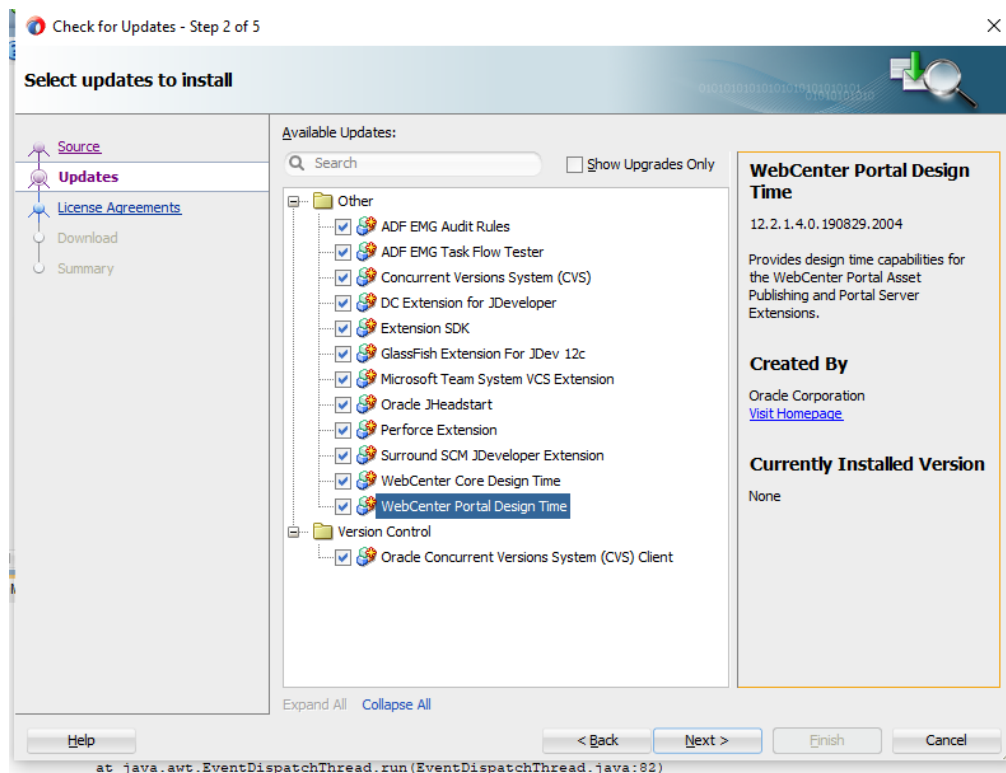 Check for Updates - Step 2 of 5
Select updates to install
Source
Updates
License Agreements
Download
Summary
Available Updates:
Search
Show Upgrades Only
Other
ADF EMG Audit Rules
ADF EMG Task Flow Tester
Concurrent Versions System (CVS)
DC Extension for JDeveloper
Extension SDK
GlassFish Extension For JDev 12c
Microsoft Team System VCS Extension
Oracle JHeadstart
Perforce Extension
Surround SCM JDeveloper Extension
WebCenter Core Design Time
WebCenter Portal Design Time
Version Control
Oracle Concurrent Versions System (CVS) Client
WebCenter Portal Design
Time
12.2.1.4.0.190829.2004
Provides design time capabilities for
the WebCenter Portal Asset
Publishing and Portal Server
Extensions.
Created By
Oracle Corporation
Visit Homepage
Currently Installed Version
None
Expand All Collapse All
Help
< Back
Next >
Finish
Cancel
at java.awt.EventDispatchThread.run(EventDispatchThread.java:82)